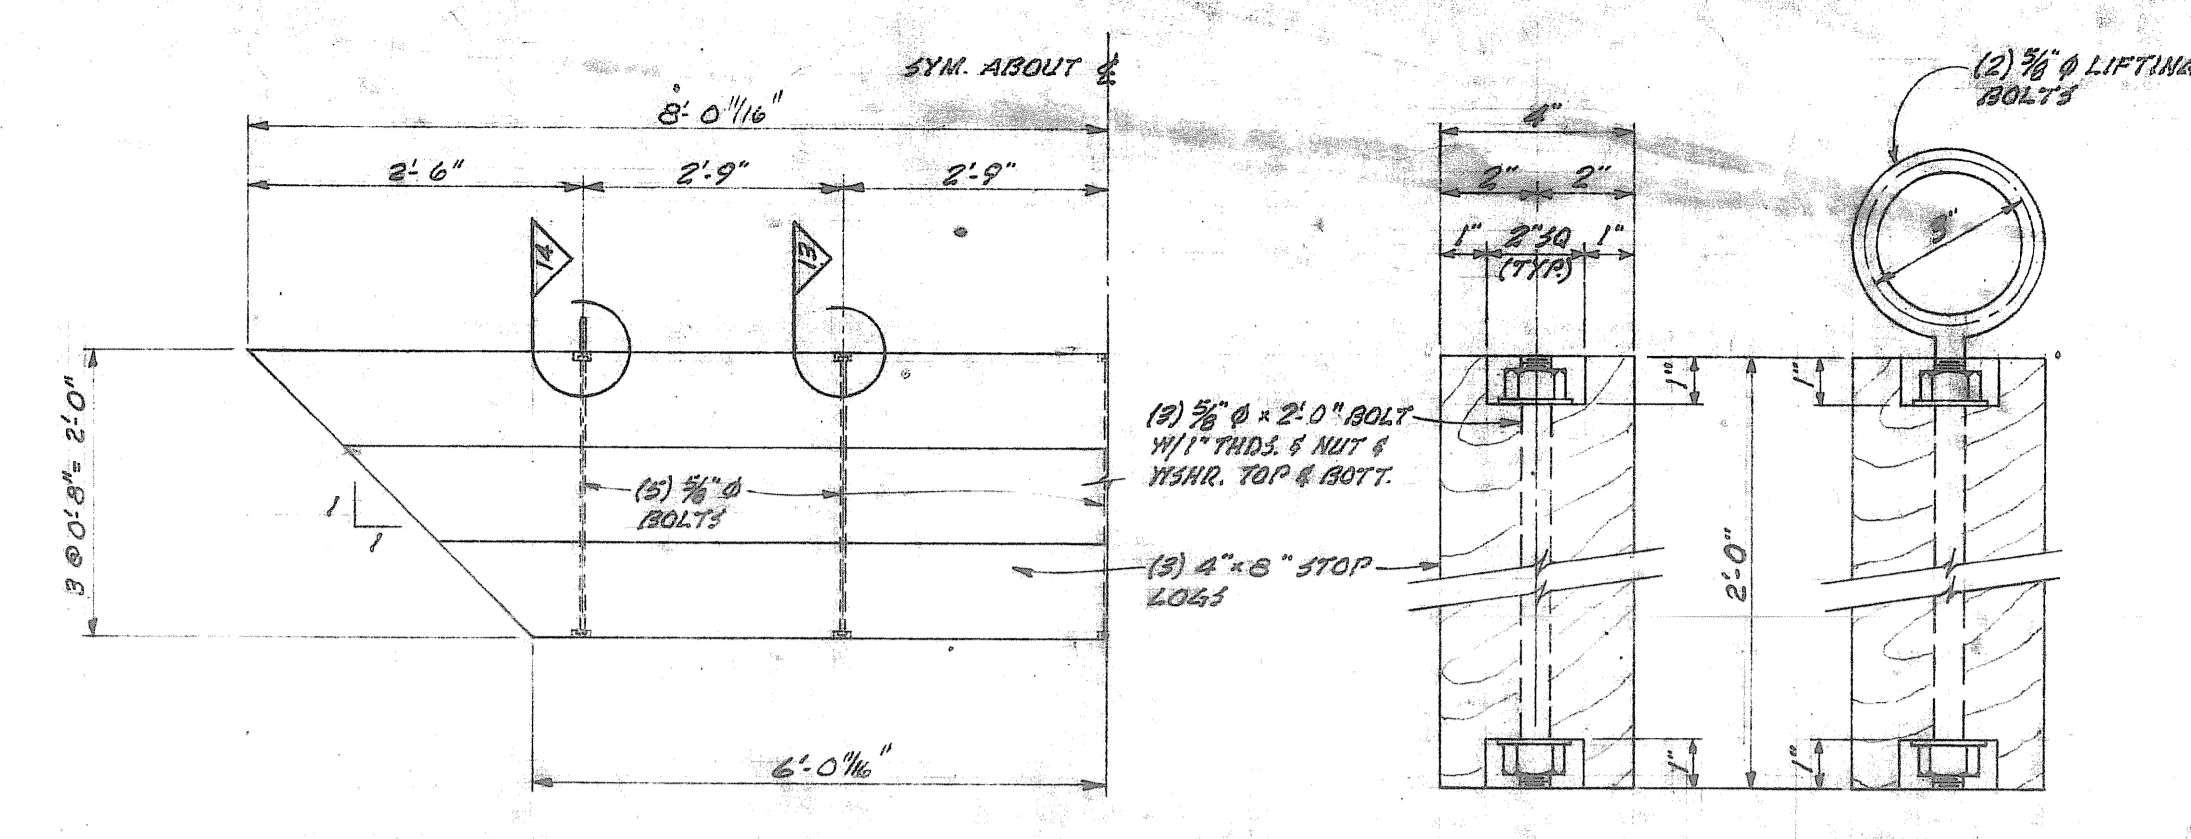 SYM. ABOUT ℄
8'-0 11/16"
2'-6"
2'-9"
2'-9"
14
13
3 @ 0'-8" = 2'-0"
1
1
(5) 5/8" ϕ
BOLTS
6'-0 11/16"
(3) 5/8" ϕ x 2'-0" BOLT
W/1" THDS. & NUT &
WSHR. TOP & BOTT.
(3) 4" x 8" STOP
LOGS
4"
2"
2"
1"
2" SQ
(TYP.)
1"
1"
2'-0"
1"
(2) 5/8" ϕ LIFTING
BOLTS
3"
1"
1"